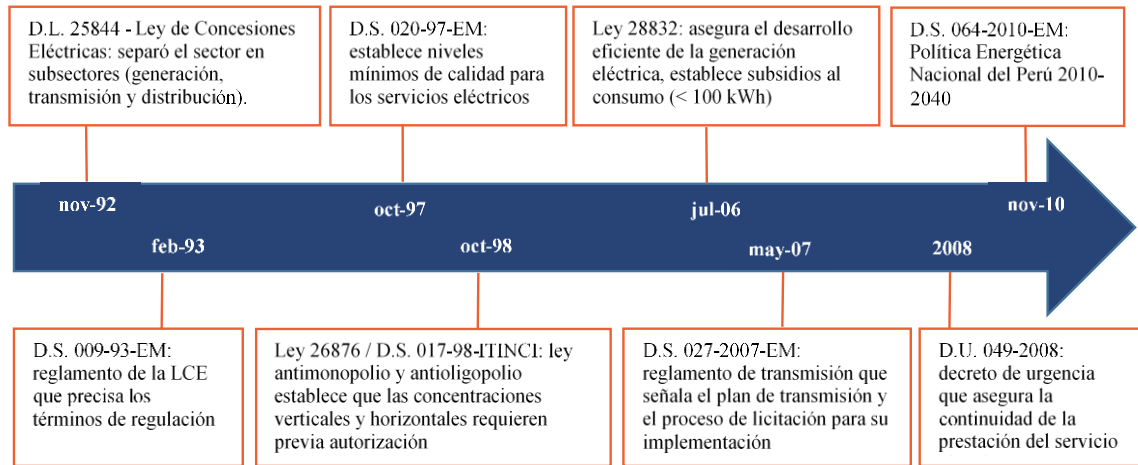 D.L. 25844 - Ley de Concesiones
Eléctricas: separó el sector en
subsectores (generación,
transmisión y distribución).
D.S. 020-97-EM:
establece niveles
mínimos de calidad para
los servicios eléctricos
Ley 28832: asegura el desarrollo
eficiente de la generación
eléctrica, establece subsidios al
consumo (< 100 kWh)
D.S. 064-2010-EM:
Política Energética
Nacional del Perú 2010-
2040
nov-92
oct-97
jul-06
nov-10
feb-93
oct-98
may-07
2008
D.S. 009-93-EM:
reglamento de la LCE
que precisa los
términos de regulación
Ley 26876 / D.S. 017-98-ITINCI: ley
antimonopolio y antioligopolio
establece que las concentraciones
verticales y horizontales requieren
previa autorización
D.S. 027-2007-EM:
reglamento de transmisión que
señala el plan de transmisión y
el proceso de licitación para su
implementación
D.U. 049-2008:
decreto de urgencia
que asegura la
continuidad de la
prestación del servicio